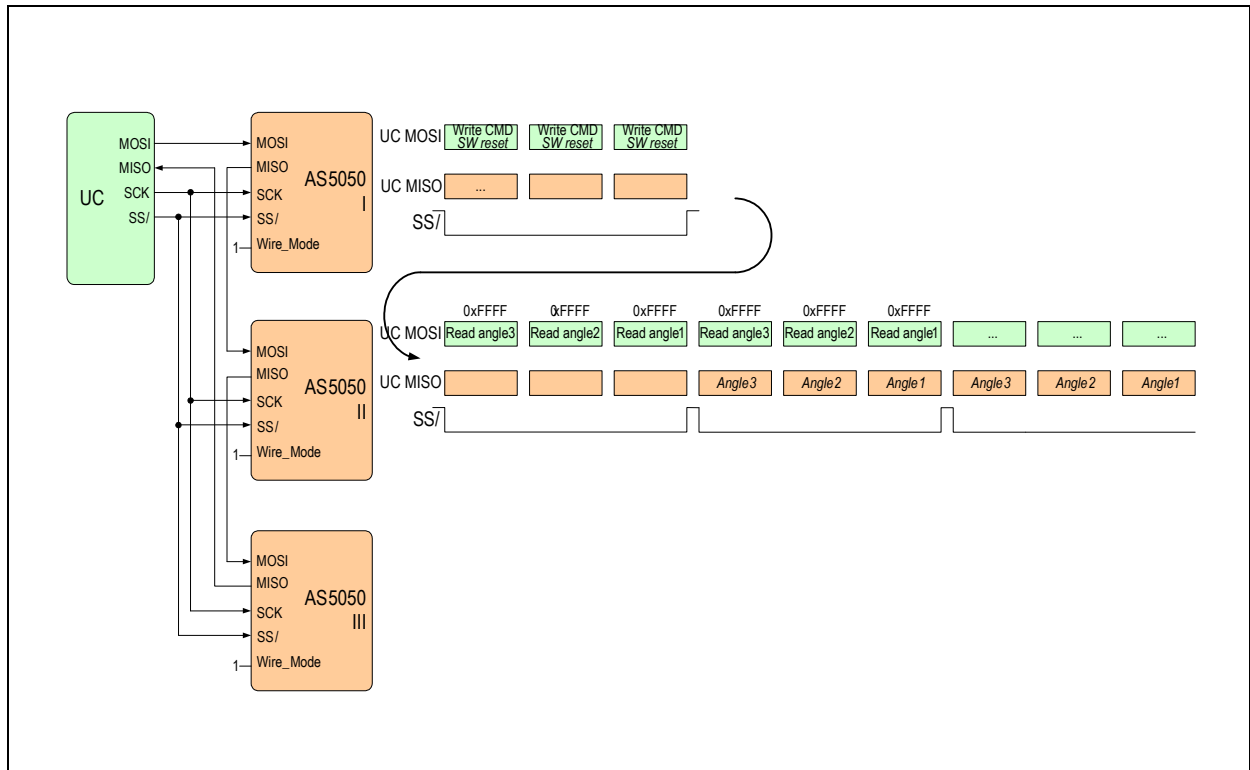 UC
MOSI
MISO
SCK
SS/
MOSI
MISO
SCK
SS/
Wire_Mode
1
AS5050
I
UC MOSI
Write CMD
SW reset
Write CMD
SW reset
Write CMD
SW reset
UC MISO
...
SS/
MOSI
MISO
SCK
SS/
Wire_Mode
1
AS5050
II
0xFFFF 0xFFFF 0xFFFF 0xFFFF 0xFFFF 0xFFFF
UC MOSI Read angle3 Read angle2 Read angle1 Read angle3 Read angle2 Read angle1 ... ... ...
UC MISO Angle3 Angle2 Angle1 Angle3 Angle2 Angle1
SS/
MOSI
MISO
SCK
SS/
Wire_Mode
1
AS5050
III